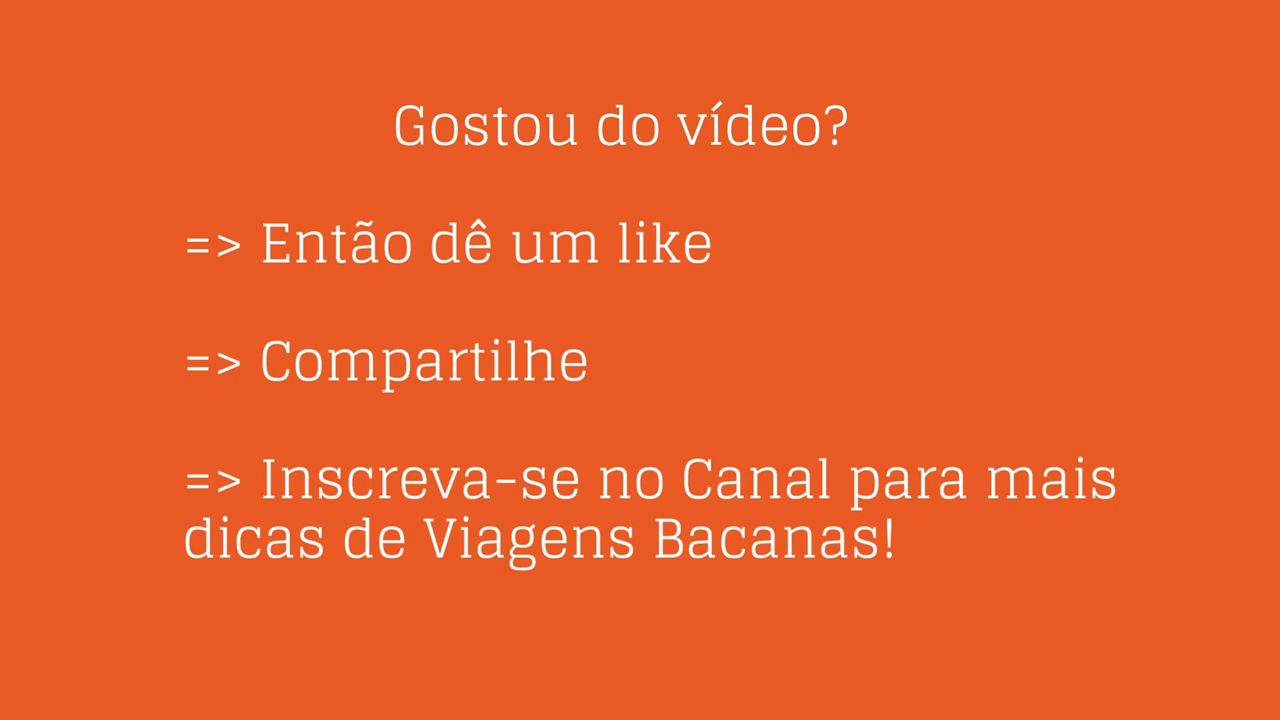 Gostou do vídeo?
=> Então dê um like
=> Compartilhe
=> Inscreva-se no Canal para mais
dicas de Viagens Bacanas!